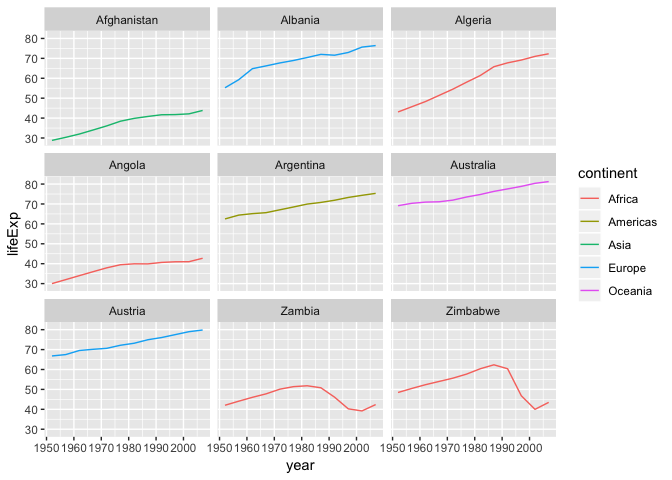 Afghanistan Albania Algeria
80
70
60
50
40
30
Angola Argentina Australia
80
70
60
50
40
30
Austria Zambia Zimbabwe
80
70
60
50
40
30
1950 1960 1970 1980 1990 2000 1950 1960 1970 1980 1990 2000 1950 1960 1970 1980 1990 2000
year
lifeExp
continent
Africa
Americas
Asia
Europe
Oceania